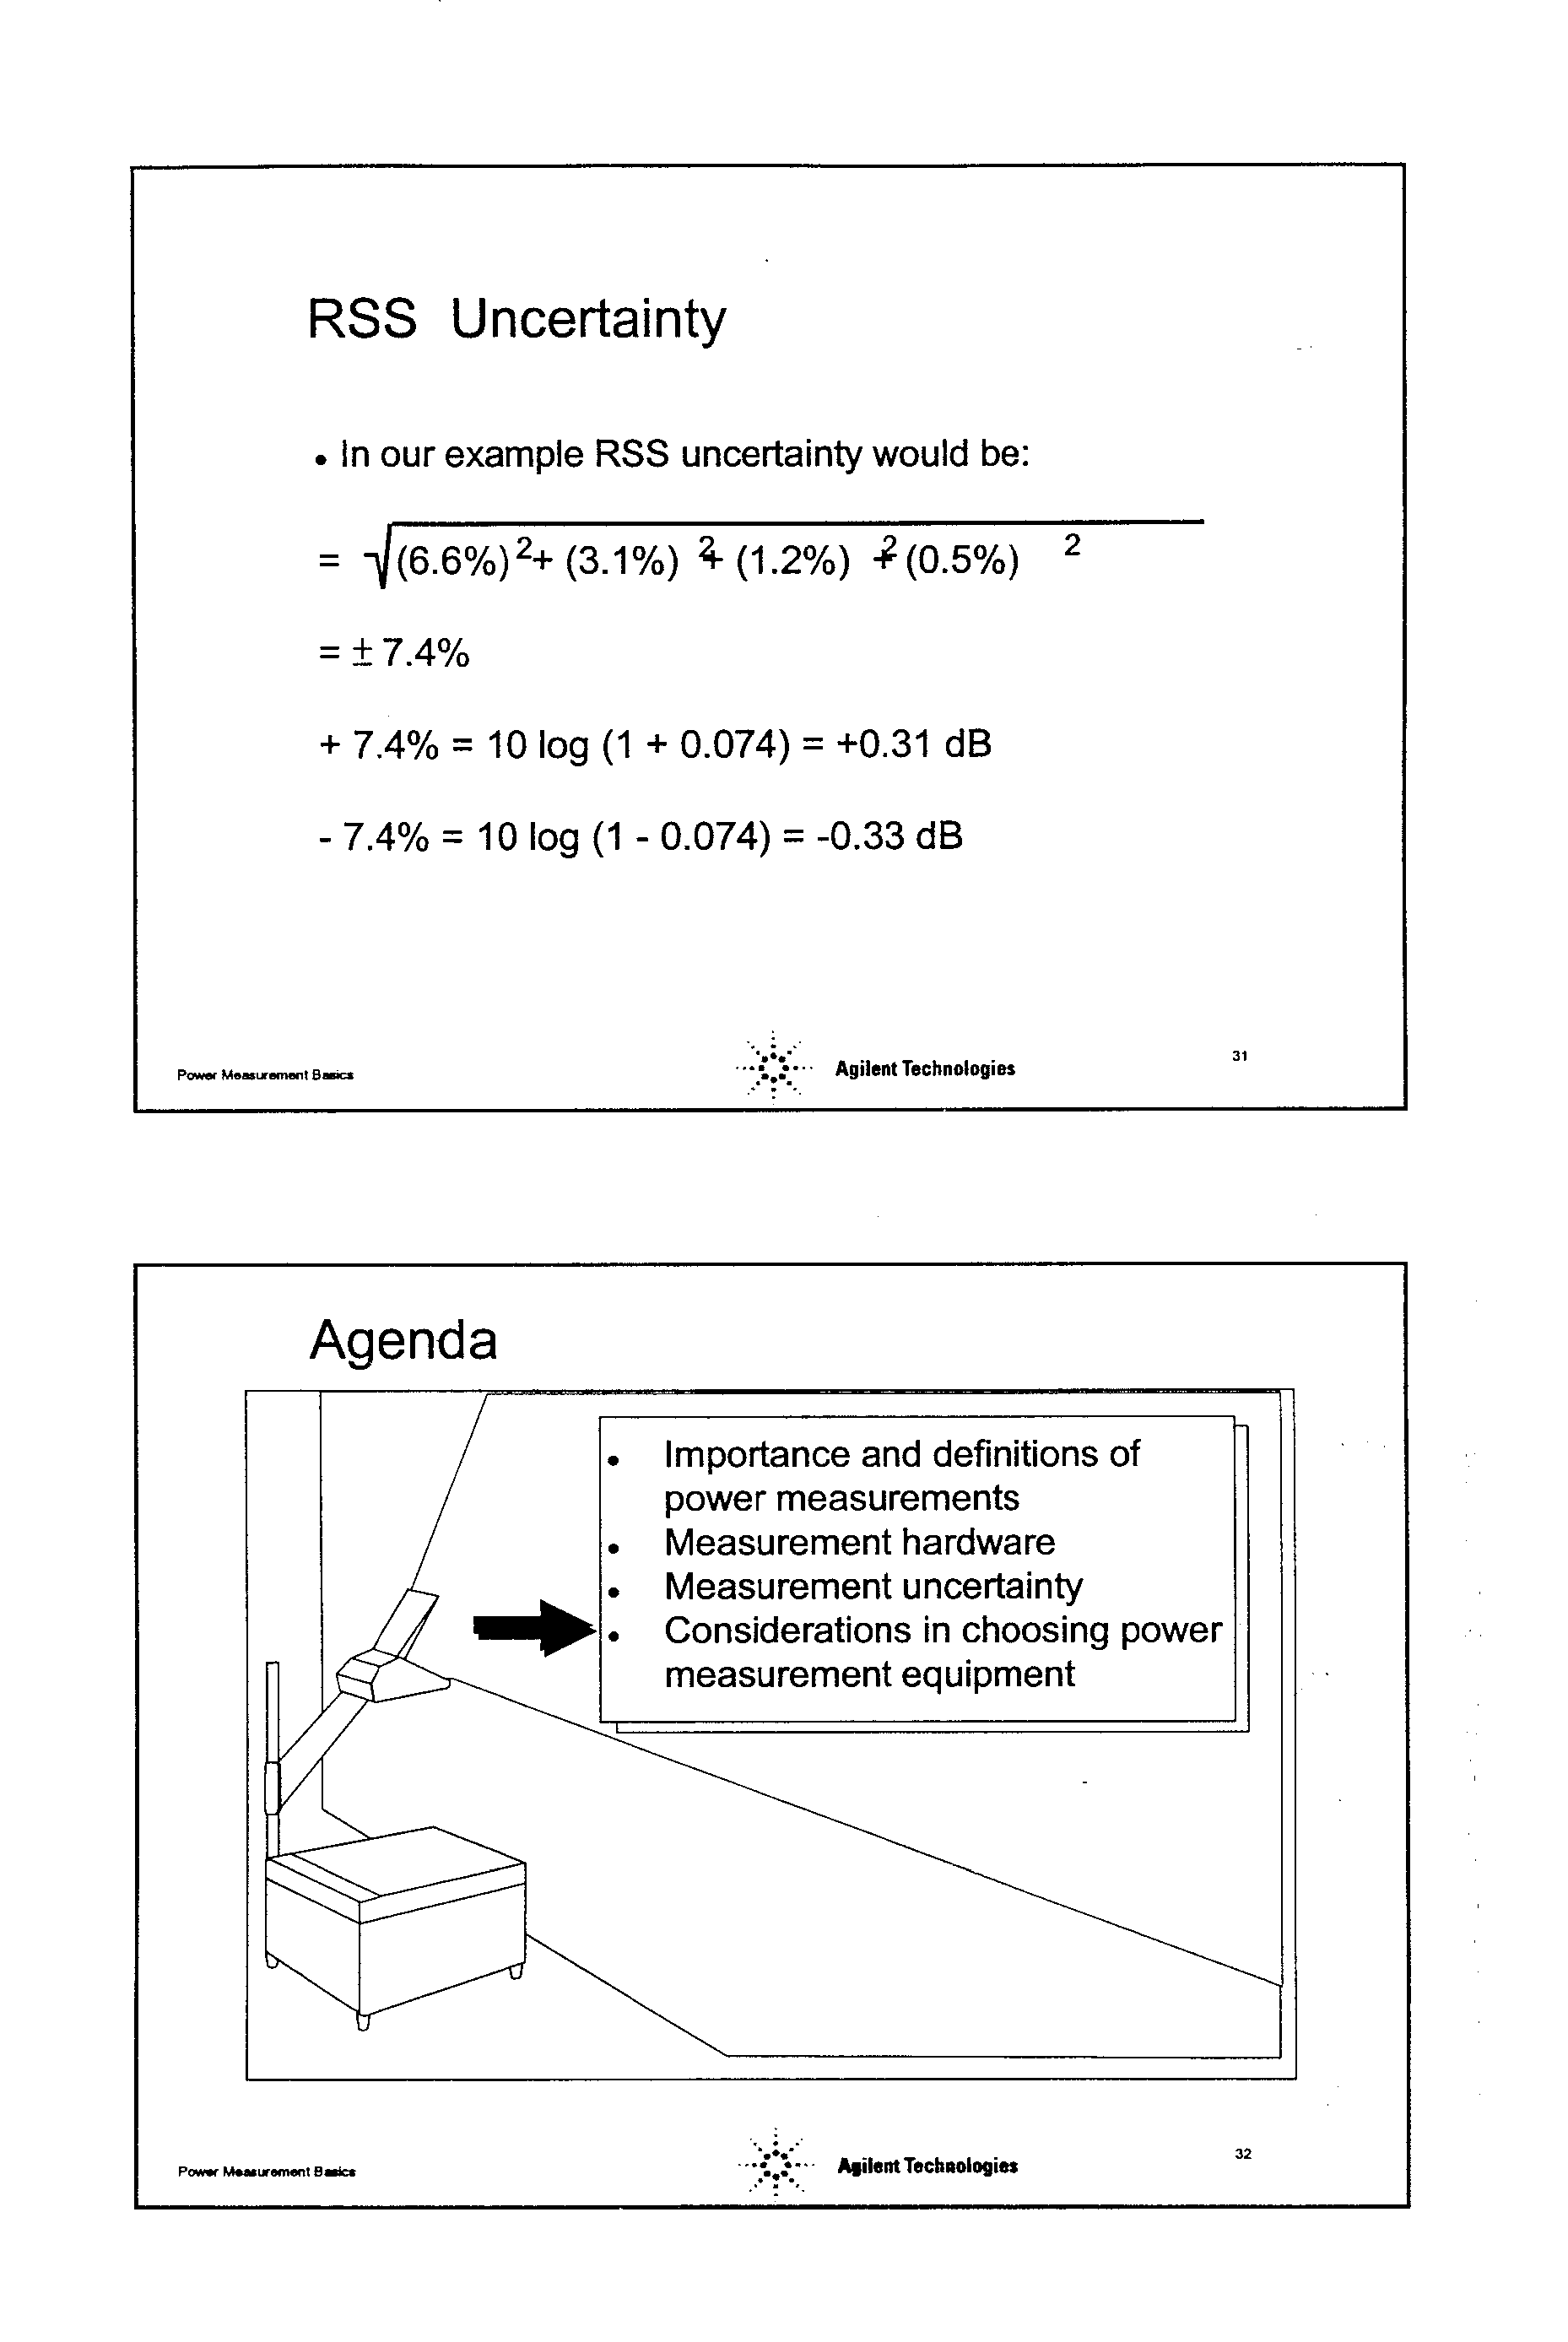 RSS Uncertainty
• In our example RSS uncertainty would be:
= √(6.6%)² + (3.1%)² + (1.2%)² + (0.5%)²
= ± 7.4%
+ 7.4% = 10 log (1 + 0.074) = +0.31 dB
- 7.4% = 10 log (1 - 0.074) = -0.33 dB
Power Measurement Basics
Agilent Technologies
31
Agenda
• Importance and definitions of
power measurements
• Measurement hardware
• Measurement uncertainty
• Considerations in choosing power
measurement equipment
Power Measurement Basics
Agilent Technologies
32